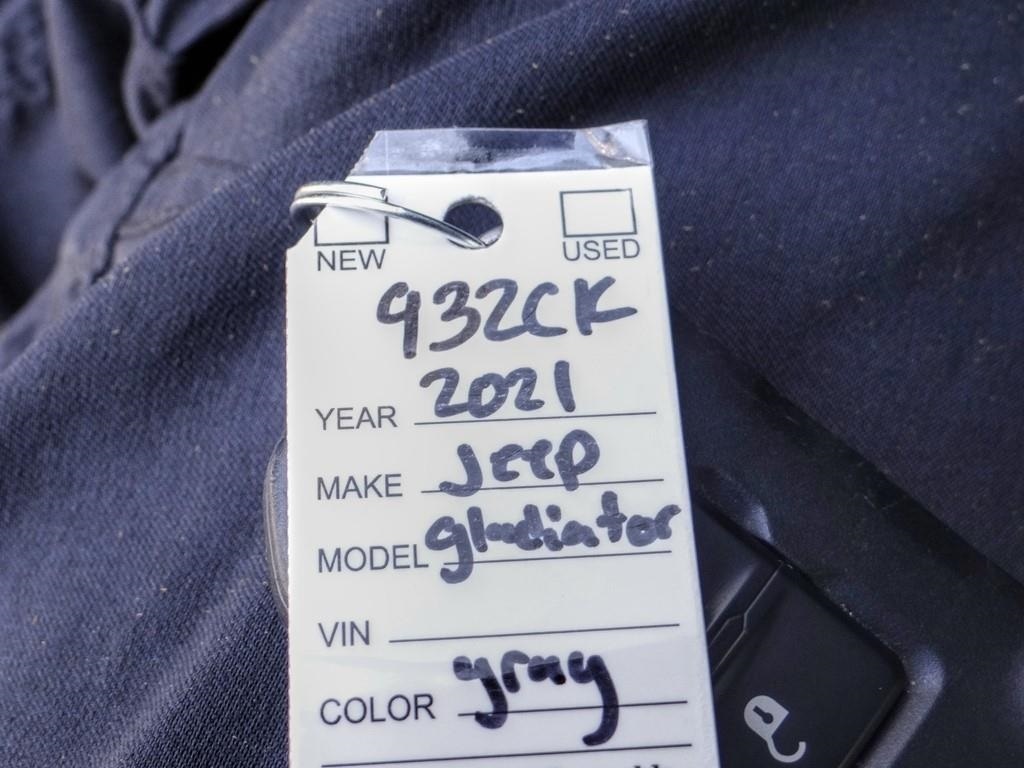 NEW USED
932CK
YEAR 2021
MAKE Jeep
MODEL gladiator
VIN
COLOR gray